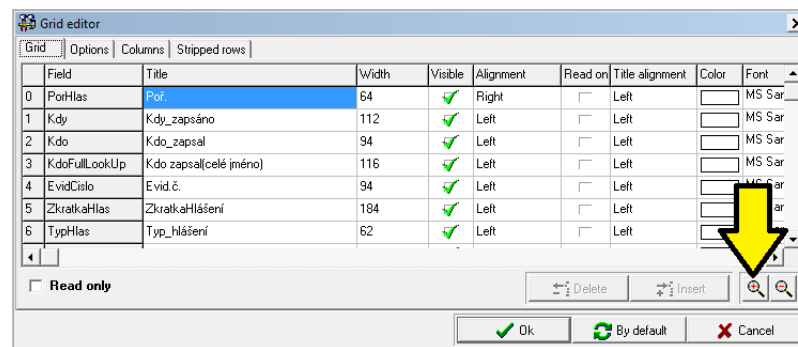 Grid editor
Grid Options Columns Stripped rows
Field Title Width Visible Alignment Read on Title alignment Color Font
0 PorHlas Poř. 64 Right Left MS Sar
1 Kdy Kdy_zapsáno 112 Left Left MS Sar
2 Kdo Kdo_zapsal 94 Left Left MS Sar
3 KdoFullLookUp Kdo zapsal(celé jméno) 116 Left Left MS Sar
4 EvidCislo Evid.č. 94 Left Left MS Sar
5 ZkratkaHlas ZkratkaHlášení 184 Left Left
6 TypHlas Typ_hlášení 62 Left Left
Read only Delete Insert
Ok By default Cancel